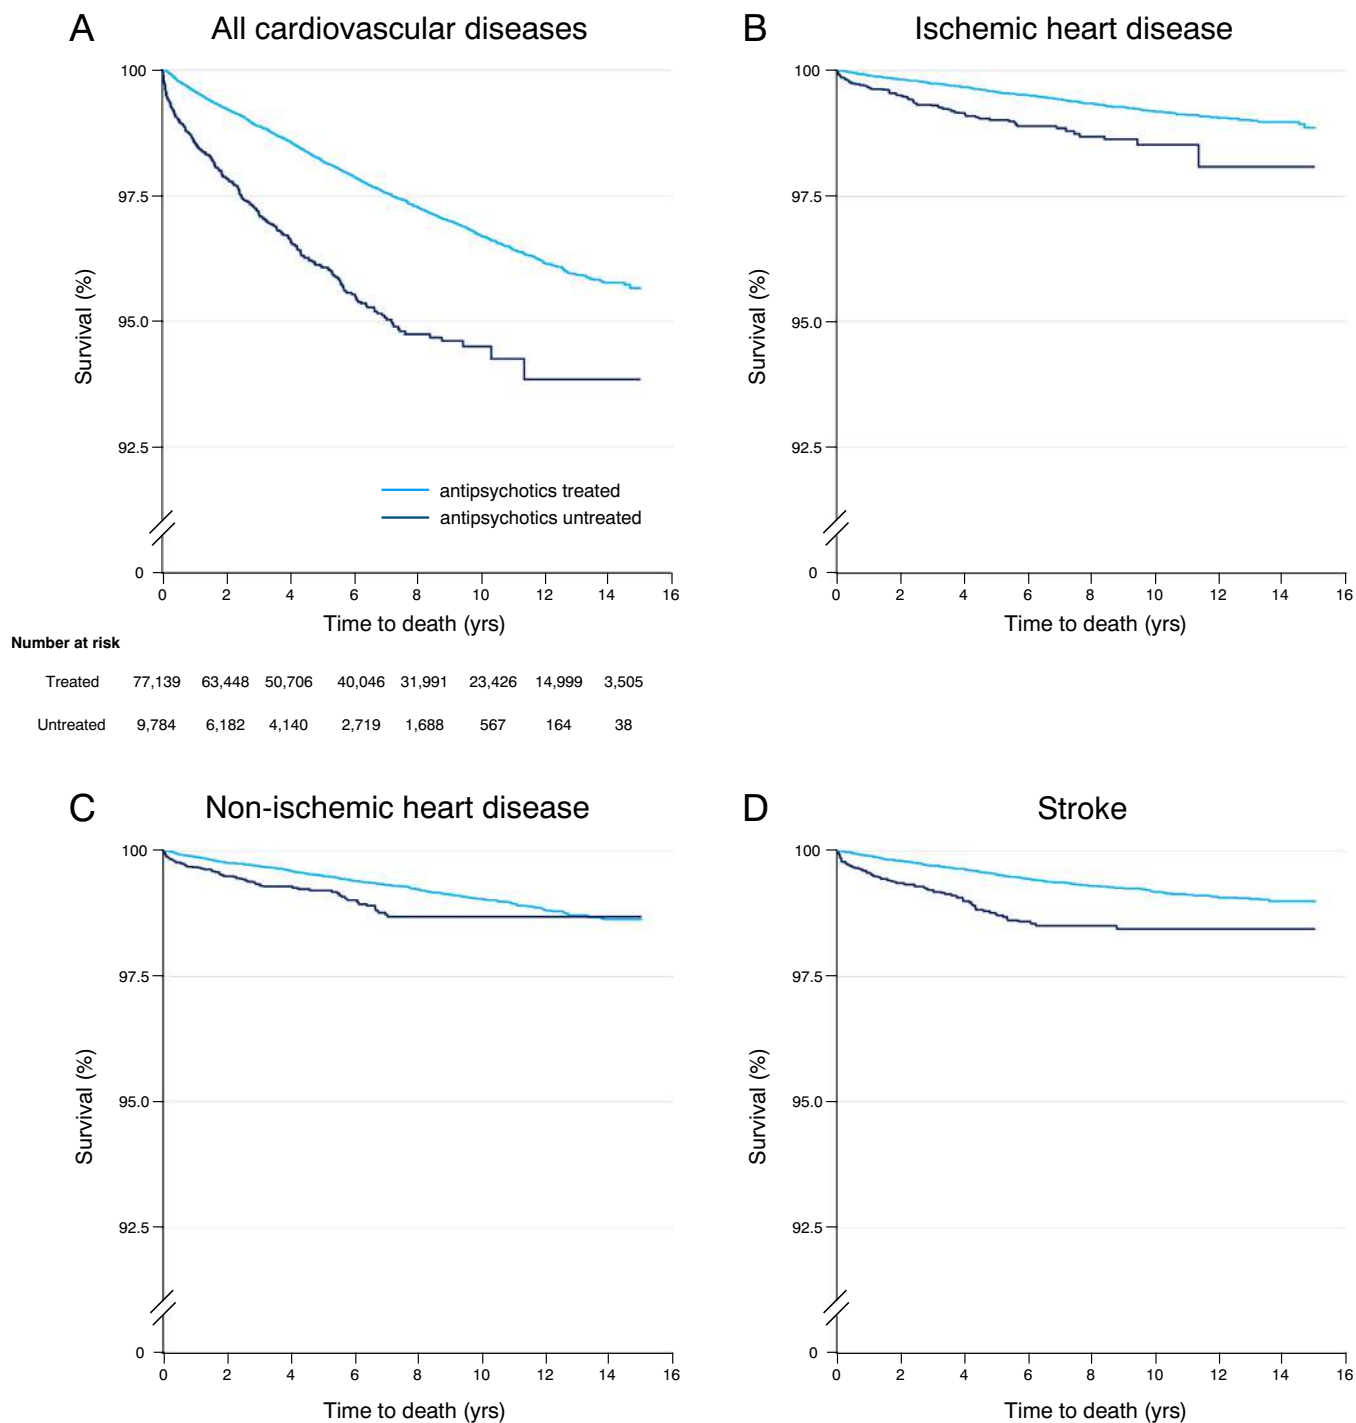 A All cardiovascular diseases
100
97.5
95.0
92.5
0
Survival (%)
antipsychotics treated
antipsychotics untreated
0 2 4 6 8 10 12 14 16
Time to death (yrs)
Number at risk
Treated 77,139 63,448 50,706 40,046 31,991 23,426 14,999 3,505
Untreated 9,784 6,182 4,140 2,719 1,688 567 164 38
B Ischemic heart disease
100
97.5
95.0
92.5
0
Survival (%)
0 2 4 6 8 10 12 14 16
Time to death (yrs)
C Non-ischemic heart disease
100
97.5
95.0
92.5
0
Survival (%)
0 2 4 6 8 10 12 14 16
Time to death (yrs)
D Stroke
100
97.5
95.0
92.5
0
Survival (%)
0 2 4 6 8 10 12 14 16
Time to death (yrs)